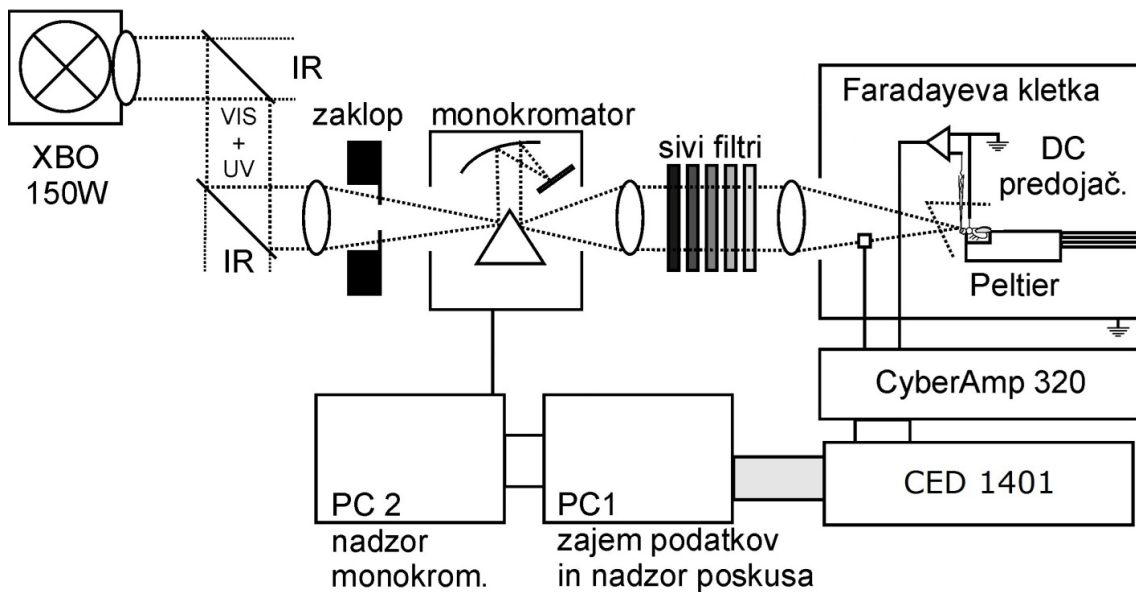 XBO
150W
IR
VIS
+
UV
IR
zaklop
monokromator
sivi filtri
Faradayeva kletka
DC
predojač.
Peltier
CyberAmp 320
CED 1401
PC 2
nadzor
monokrom.
PC1
zajem podatkov
in nadzor poskusa